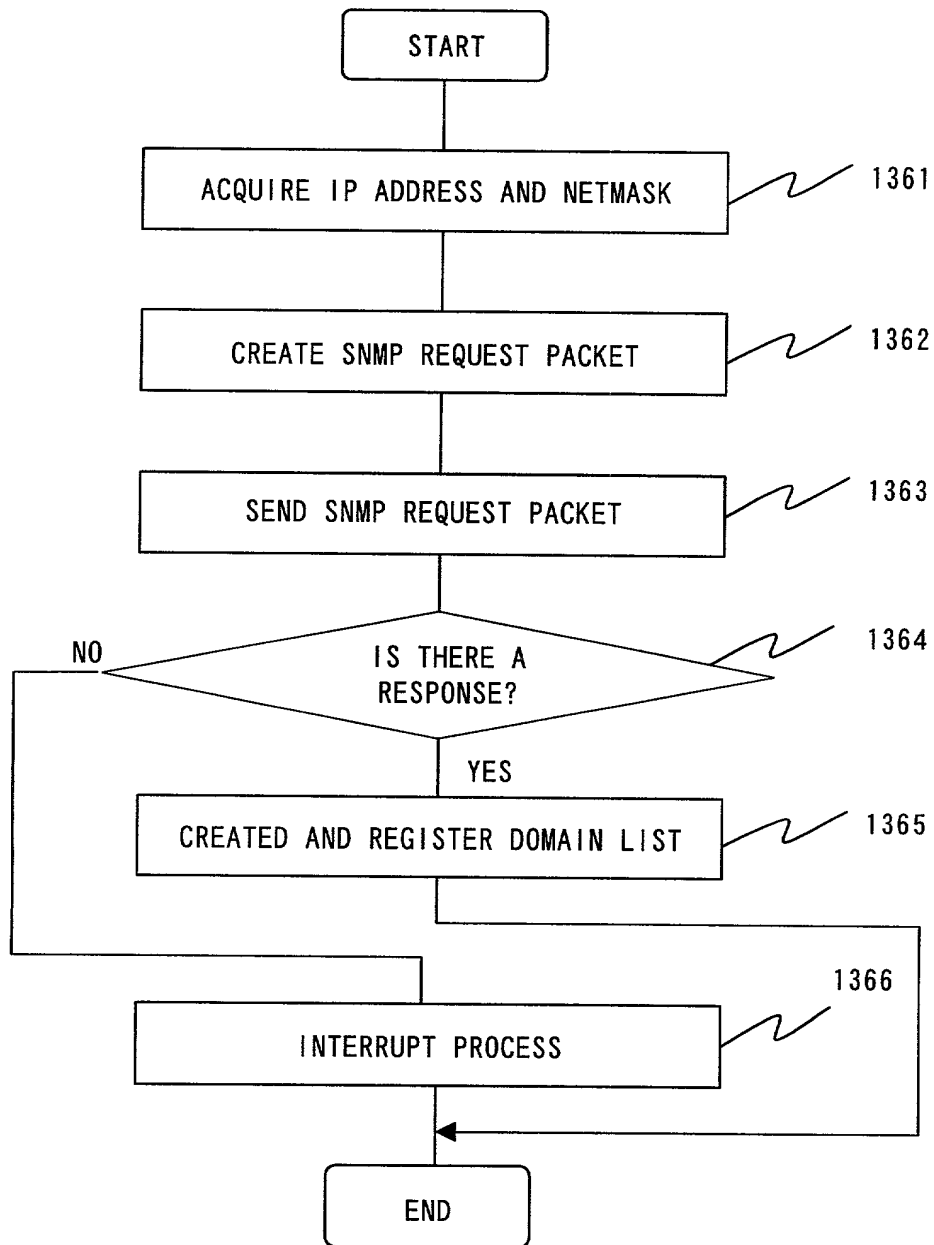 START
ACQUIRE IP ADDRESS AND NETMASK
1361
CREATE SNMP REQUEST PACKET
1362
SEND SNMP REQUEST PACKET
1363
NO
IS THERE A
RESPONSE?
1364
YES
CREATED AND REGISTER DOMAIN LIST
1365
1366
INTERRUPT PROCESS
END